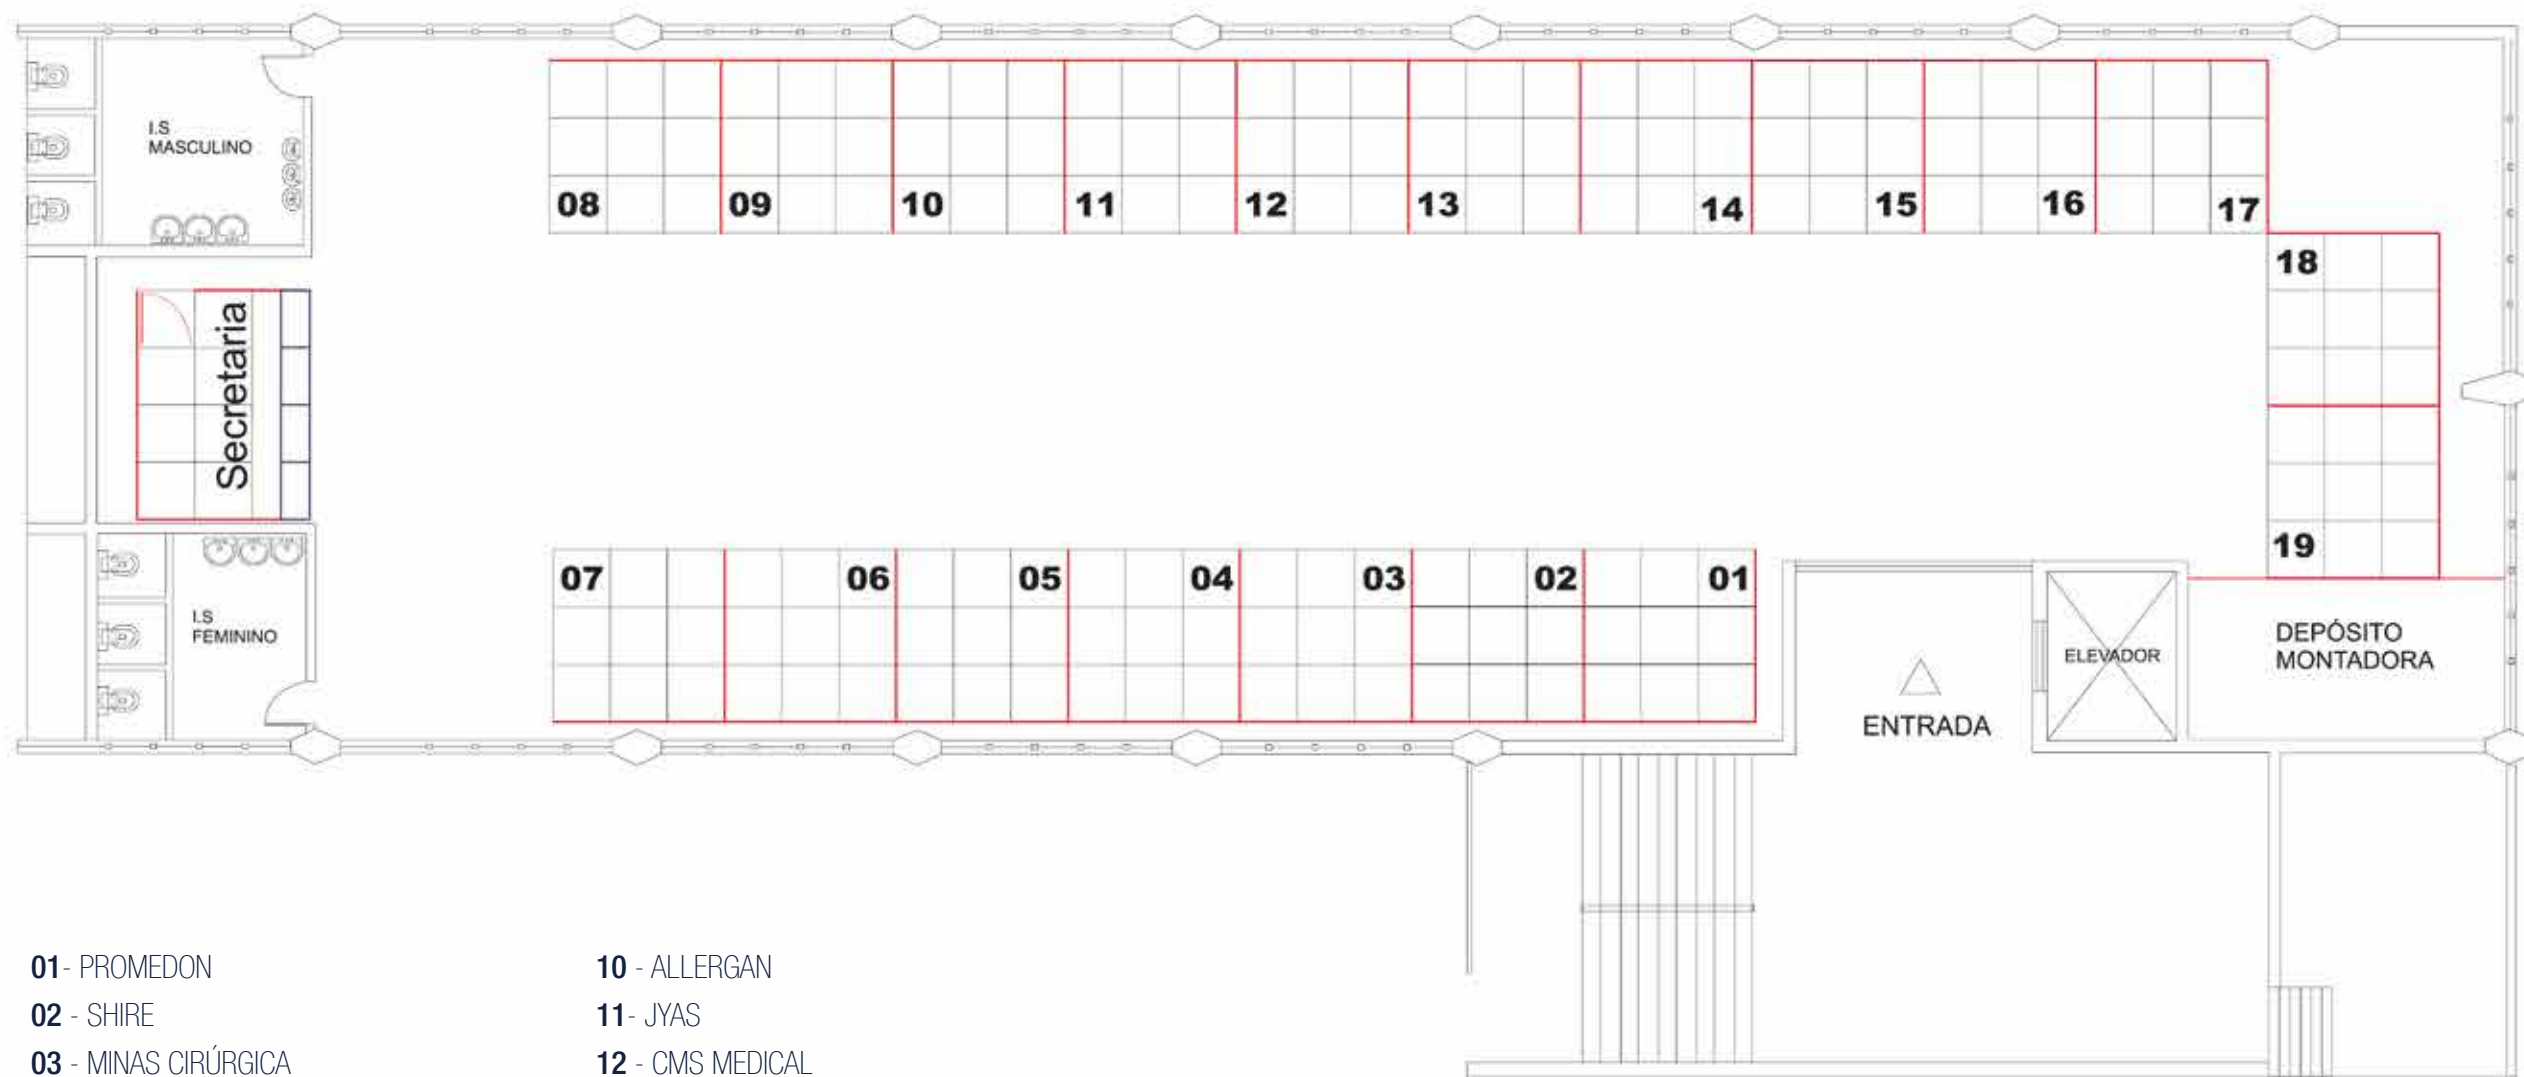 I.S
MASCULINO
08 09 10 11 12 13 14 15 16 17
18
Secretaria
07 06 05 04 03 02 01
19
I.S
FEMININO
ELEVADOR
DEPÓSITO
MONTADORA
ENTRADA
01- PROMEDON
02 - SHIRE
03 - MINAS CIRÚRGICA
10 - ALLERGAN
11- JYAS
12 - CMS MEDICAL